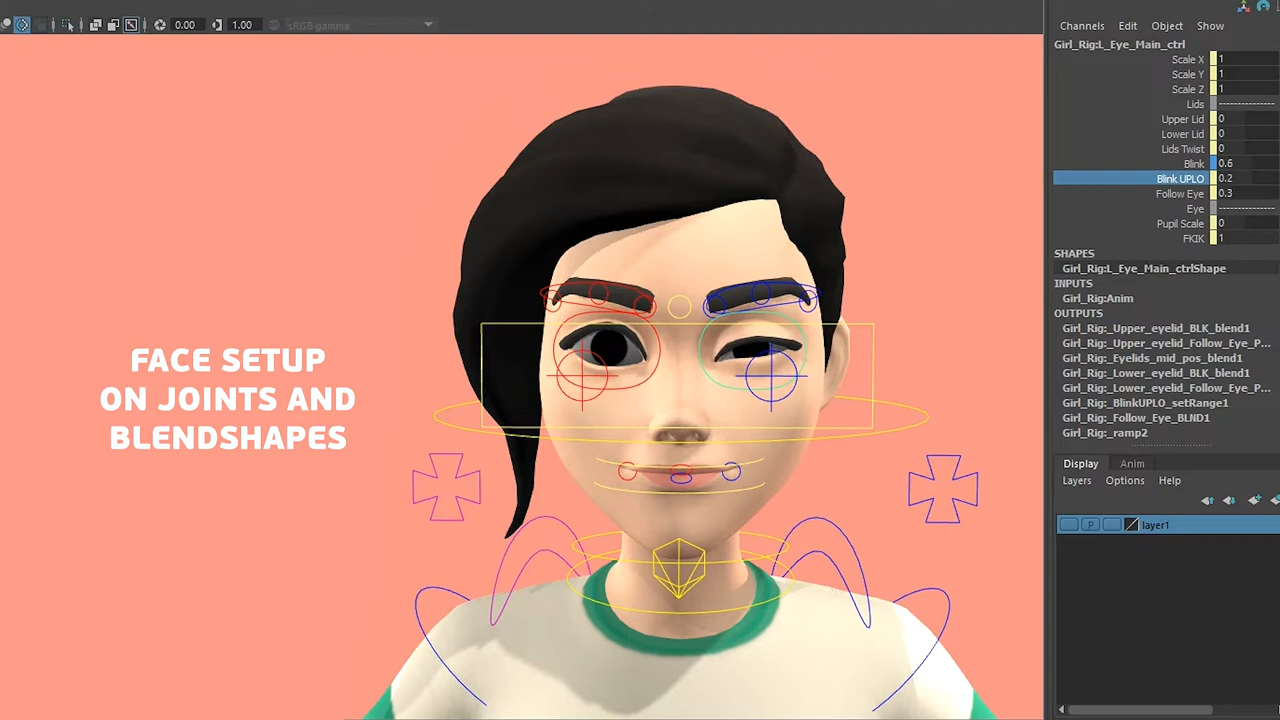 0.00
1.00
sRGB gamma
FACE SETUP
ON JOINTS AND
BLENDSHAPES
Channels Edit Object Show
Girl_Rig:L_Eye_Main_ctrl
Scale X 1
Scale Y 1
Scale Z 1
Lids ---------------
Upper Lid 0
Lower Lid 0
Lids Twist 0
Blink 0.6
Blink UPLO 0.2
Follow Eye 0.3
Eye ---------------
Pupil Scale 0
FKIK 1
SHAPES
Girl_Rig:L_Eye_Main_ctrlShape
INPUTS
Girl_Rig:Anim
OUTPUTS
Girl_Rig:_Upper_eyelid_BLK_blend1
Girl_Rig:_Upper_eyelid_Follow_Eye_P...
Girl_Rig:_Eyelids_mid_pos_blend1
Girl_Rig:_Lower_eyelid_BLK_blend1
Girl_Rig:_Lower_eyelid_Follow_Eye_P...
Girl_Rig:_BlinkUPLO_setRange1
Girl_Rig:_Follow_Eye_BLND1
Girl_Rig:_ramp2
Display Anim
Layers Options Help
P layer1